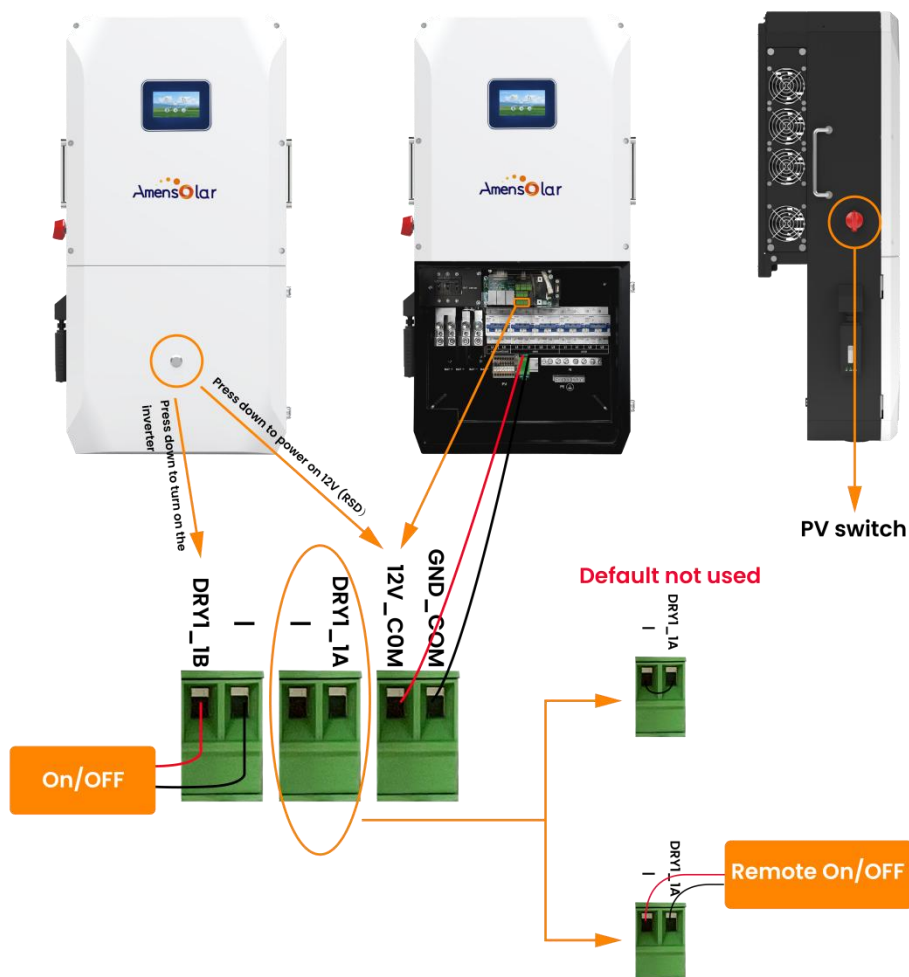 AmensOlar
AmensOlar
Press down to turn on the
inverter
Press down to power on 12V (RSD)
PV switch
Default not used
DRY1_1B
—
—
DRY1_1A
12V_COM
GND_COM
—
DRY1_1A
On/OFF
—
DRY1_1A
Remote On/OFF